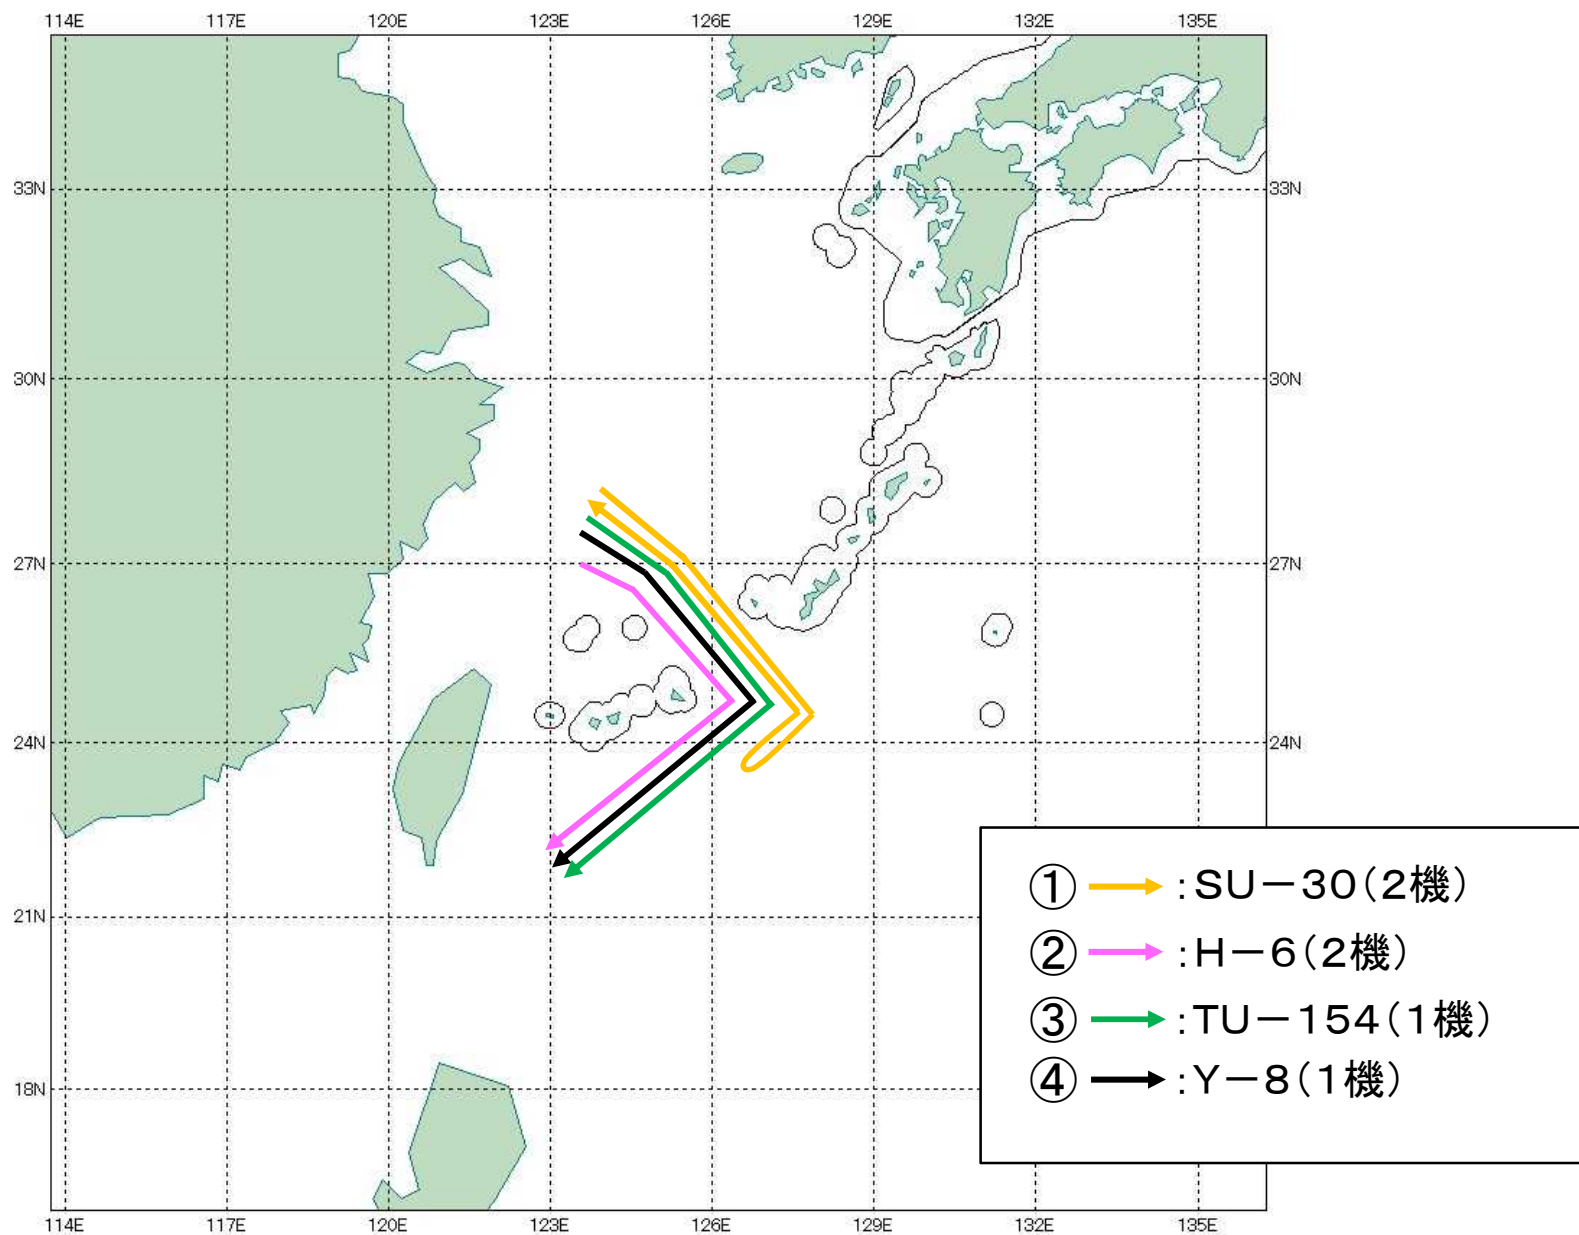 114E 117E 120E 123E 126E 129E 132E 135E
33N 33N
30N 30N
27N 27N
24N 24N
21N
18N
① :SU-30(2機)
② :H-6(2機)
③ :TU-154(1機)
④ :Y-8(1機)
114E 117E 120E 123E 126E 129E 132E 135E